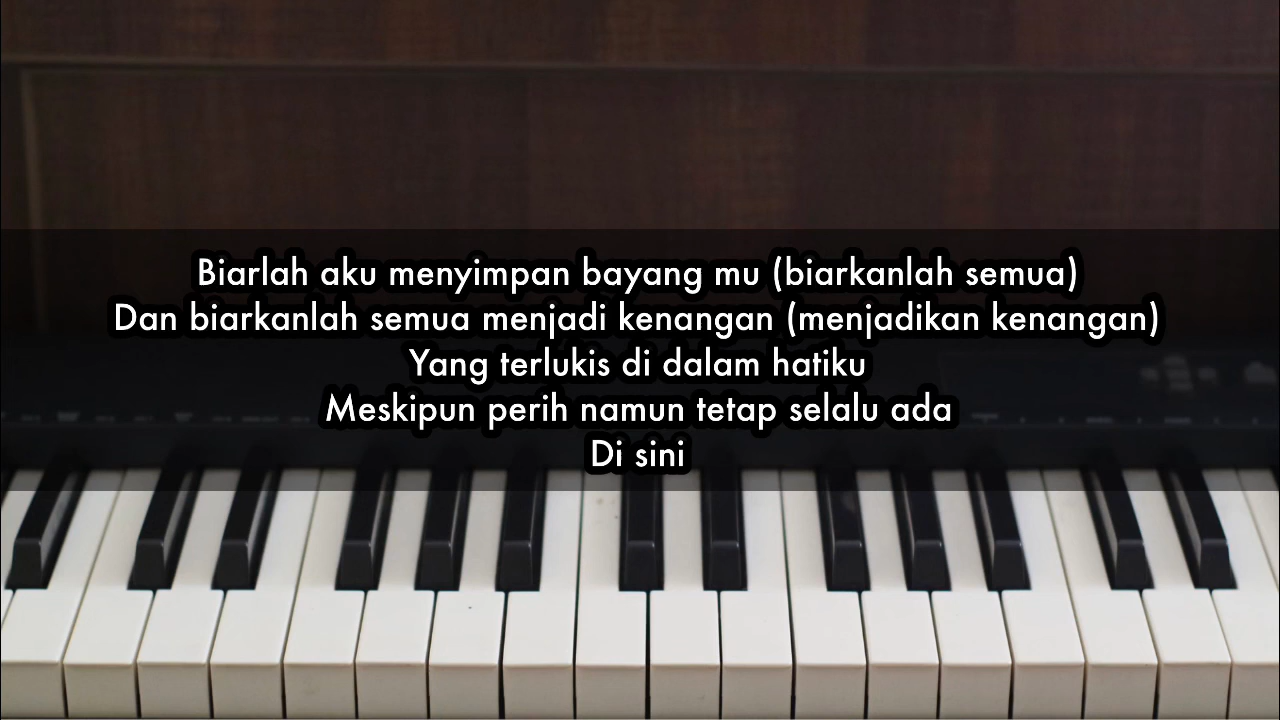 Biarlah aku menyimpan bayang mu (biarkanlah semua)
Dan biarkanlah semua menjadi kenangan (menjadikan kenangan)
Yang terlukis di dalam hatiku
Meskipun perih namun tetap selalu ada
Di sini